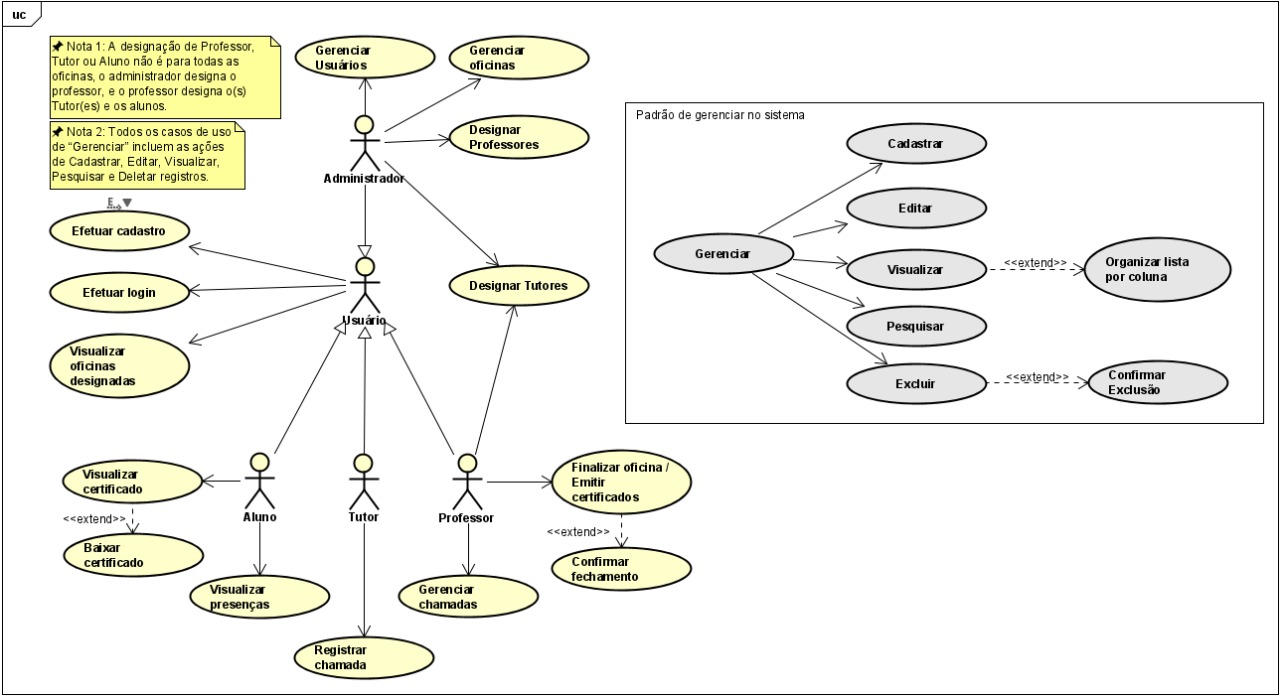 uc
Nota 1: A designação de Professor,
Tutor ou Aluno não é para todas as
oficinas, o administrador designa o
professor, e o professor designa o(s)
Tutor(es) e os alunos.
Nota 2: Todos os casos de uso
de “Gerenciar” incluem as ações
de Cadastrar, Editar, Visualizar,
Pesquisar e Deletar registros.
Gerenciar
Usuários
Gerenciar
oficinas
Designar
Professores
Administrador
E..
Efetuar cadastro
Efetuar login
Visualizar
oficinas
designadas
Usuário
Designar Tutores
Padrão de gerenciar no sistema
Gerenciar
Cadastrar
Editar
Visualizar
<<extend>>
Organizar lista
por coluna
Pesquisar
Excluir
<<extend>>
Confirmar
Exclusão
Visualizar
certificado
<<extend>>
Baixar
certificado
Aluno
Visualizar
presenças
Tutor
Registrar
chamada
Professor
Gerenciar
chamadas
Finalizar oficina /
Emitir
certificados
<<extend>>
Confirmar
fechamento